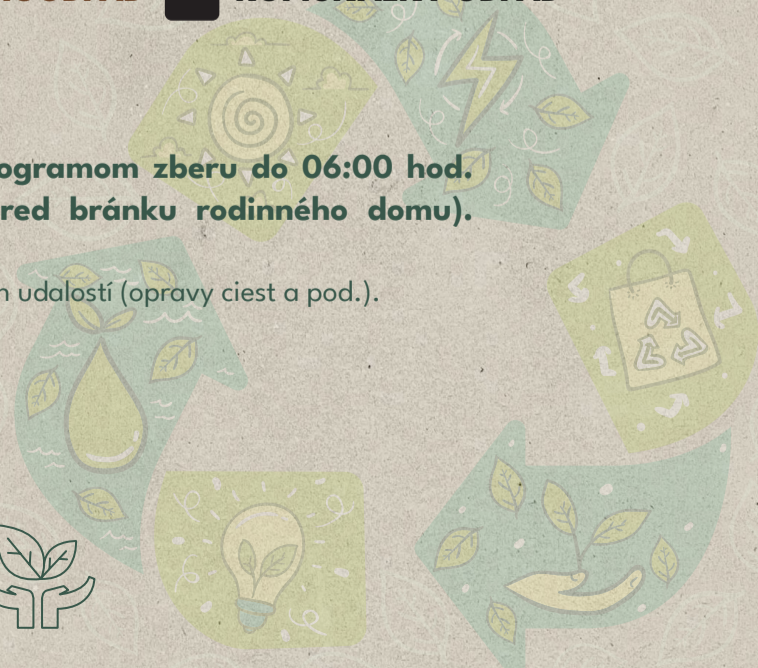 ogramom zberu do 06:00 hod.
red bránku rodinného domu).
udalostí (opravy ciest a pod.).